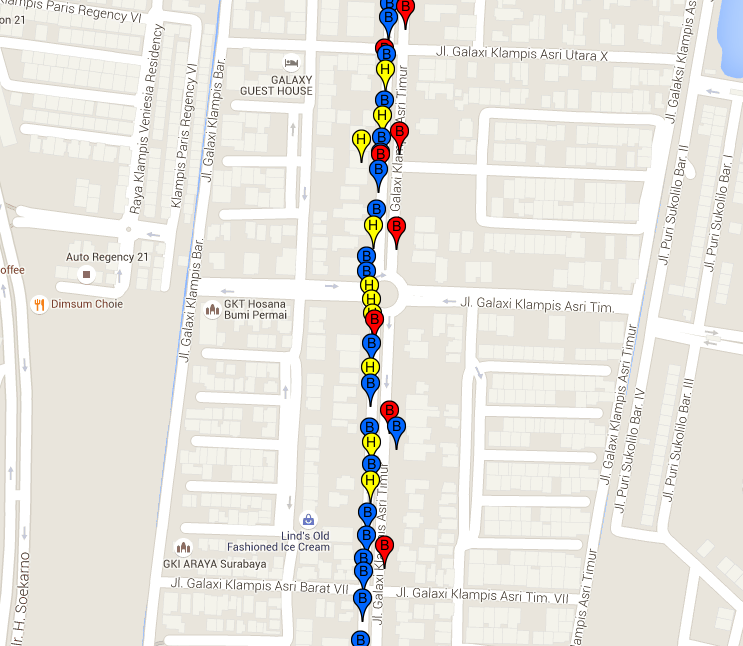 Klampis Paris Regency VI
on 21
Raya Klampis Veniesia Residency
Klampis Paris Regency VI
Jl. Galaxi Klampis Bar.
GALAXY
GUEST HOUSE
Jl. Galaxi Klampis Asri Utara X
Galaxi Klampis Asri Timur
Jl. Galaksi Klampis As
Jl. Puri Sukolilo Bar. II
Jl. Puri Sukolilo Bar. I
Auto Regency 21
offee
Dimsum Choie
Jl. Galaxi Klampis Bar.
GKT Hosana
Bumi Permai
Jl. Galaxi Klampis Asri Tim.
Jl. Galaxi Klampis Asri Timur
Jl. Puri Sukolilo Bar. IV
Jl. Puri Sukolilo Bar. III
Jl. Galaxi Klampis Asri Timur
Lind's Old
Fashioned Ice Cream
GKI ARAYA Surabaya
Jl. Galaxi Klampis Asri Barat VII
Jl. Galaxi Klampis Asri Tim. VII
lampis Asri Timur
Ir. H. Soekarno
B
B
B
B
B
H
B
H
B
B
H
B
B
B
H
B
B
B
H
H
H
B
B
H
B
B
B
B
H
B
H
B
B
B
B
B
B
B